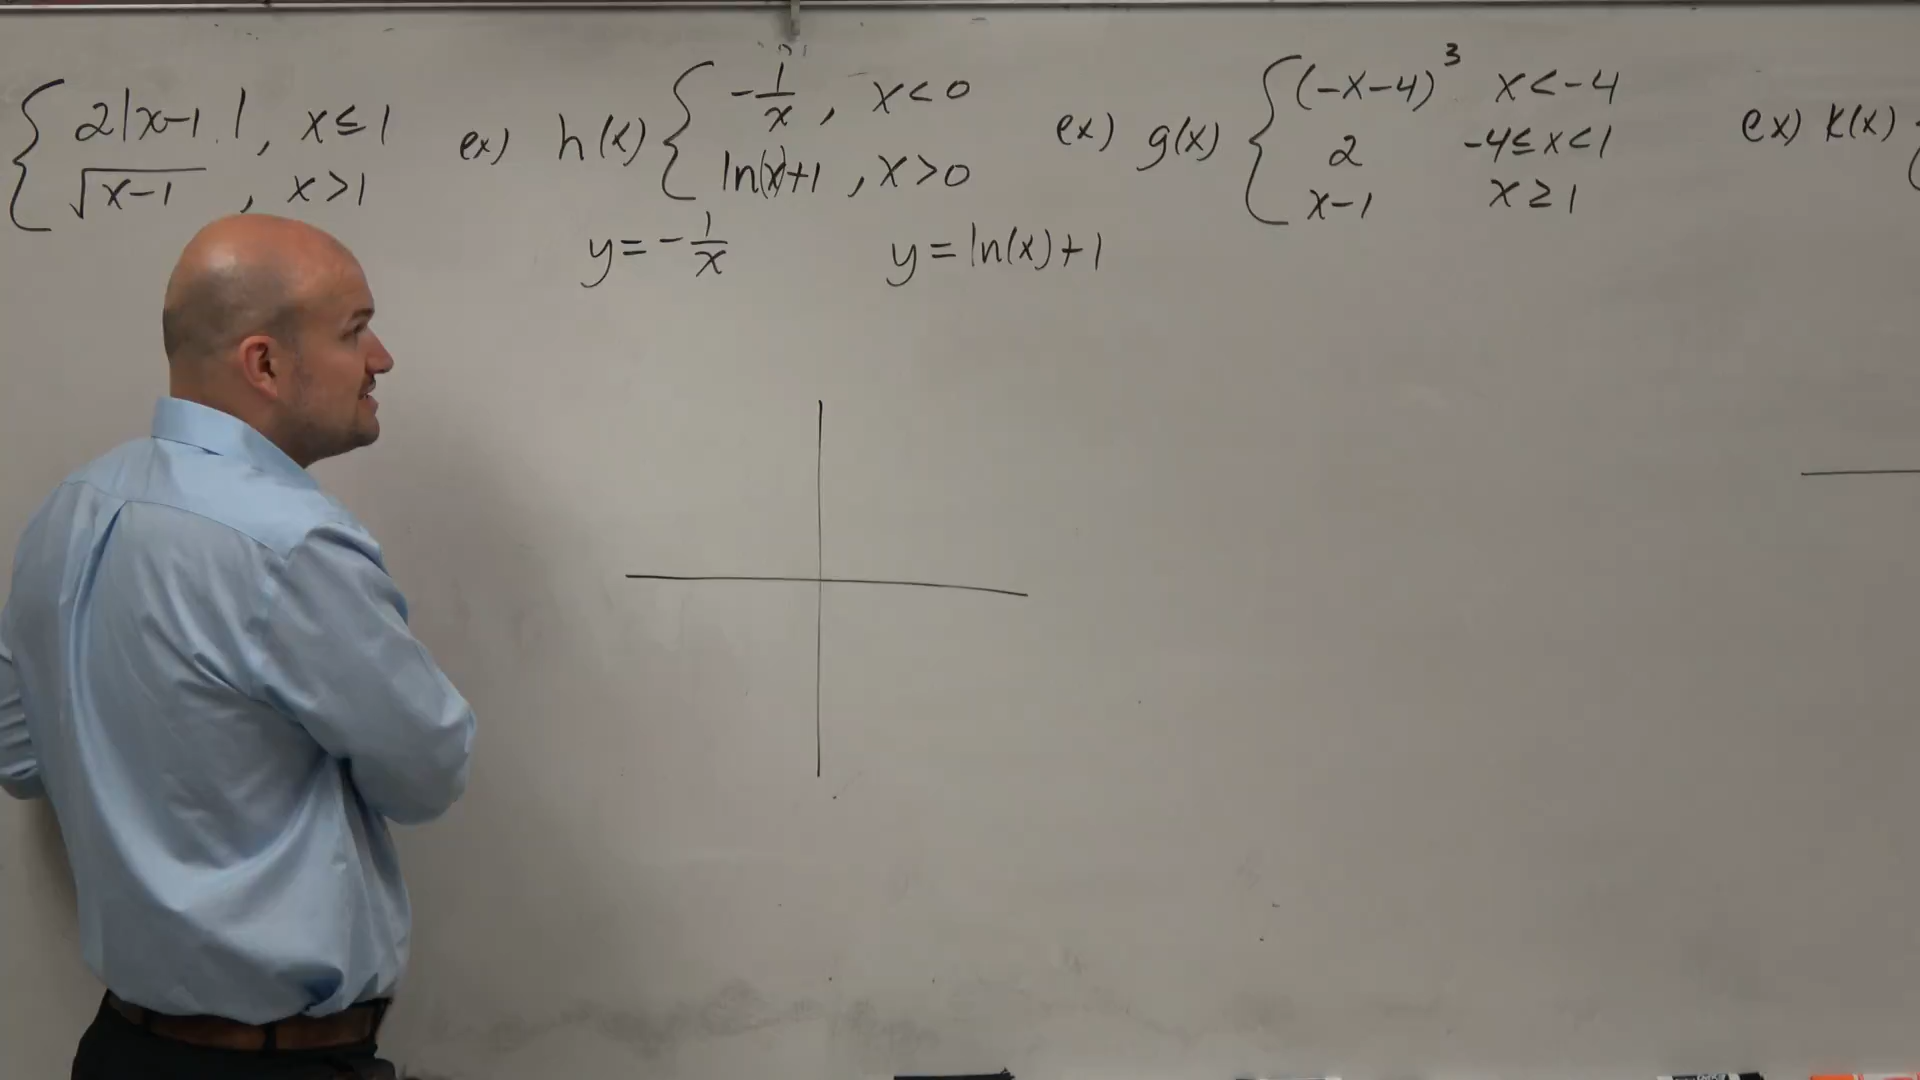 { 2|x-1|, x≤1
√x-1 , x>1
ex) h(x) { -1/x , x<0
ln(x)+1 , x>0
y=-1/x y=ln(x)+1
ex) g(x) { (-x-4)³ x<-4
2 -4≤x<1
x-1 x≥1
ex) K(x)